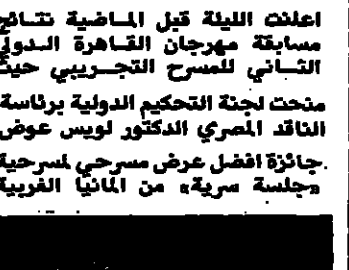 اعلنت الليلة قبل الماضية نتائج
مسابقة مهرجان القاهرة الدولي
الثاني للمسرح التجريبي حيث
منحت لجنة التحكيم الدولية برئاسة
الناقد المصري الدكتور لويس عوض
جائزة افضل عرض مسرحي لمسرحية
«جلسة سرية» من المانيا الغربية